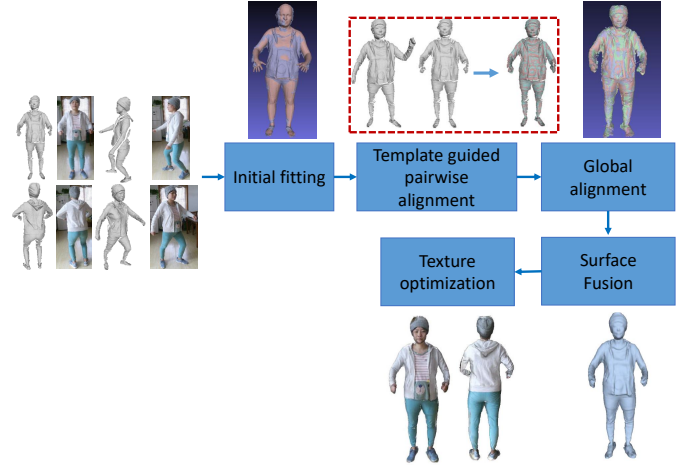 Initial fitting
Template guided
pairwise
alignment
Global
alignment
Texture
optimization
Surface
Fusion